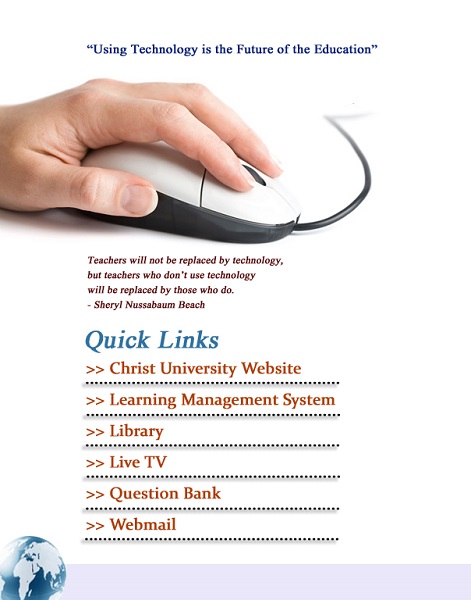 “Using Technology is the Future of the Education”
Teachers will not be replaced by technology,
but teachers who don't use technology
will be replaced by those who do.
- Sheryl Nussabaum Beach
Quick Links
>> Christ University Website
>> Learning Management System
>> Library
>> Live TV
>> Question Bank
>> Webmail